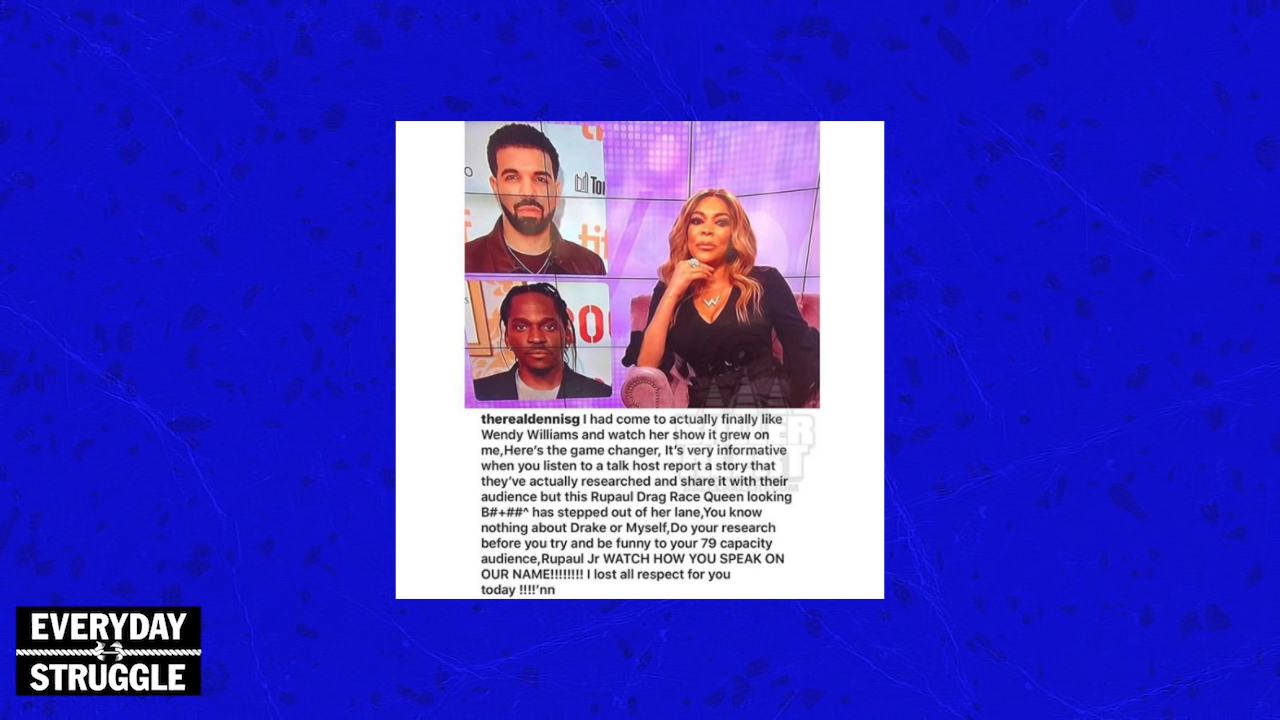 tif
therealdennisg I had come to actually finally like
Wendy Williams and watch her show it grew on
me,Here's the game changer, It's very informative
when you listen to a talk host report a story that
they've actually researched and share it with their
audience but this Rupaul Drag Race Queen looking
B#+##^ has stepped out of her lane,You know
nothing about Drake or Myself,Do your research
before you try and be funny to your 79 capacity
audience,Rupaul Jr WATCH HOW YOU SPEAK ON
OUR NAME!!!!!!!! I lost all respect for you
today !!!!'nn
EVERYDAY
STRUGGLE